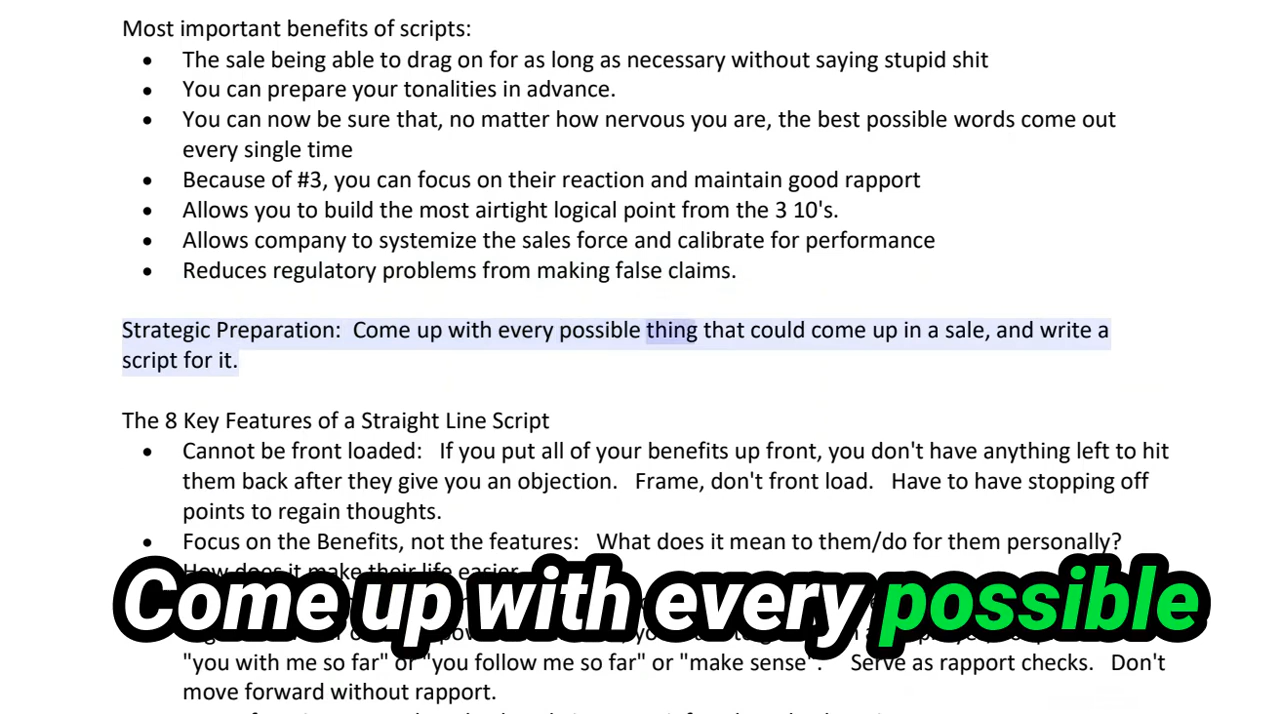 Most important benefits of scripts:
• The sale being able to drag on for as long as necessary without saying stupid shit
• You can prepare your tonalities in advance.
• You can now be sure that, no matter how nervous you are, the best possible words come out
every single time
• Because of #3, you can focus on their reaction and maintain good rapport
• Allows you to build the most airtight logical point from the 3 10's.
• Allows company to systemize the sales force and calibrate for performance
• Reduces regulatory problems from making false claims.
Strategic Preparation: Come up with every possible thing that could come up in a sale, and write a
script for it.
The 8 Key Features of a Straight Line Script
• Cannot be front loaded: If you put all of your benefits up front, you don't have anything left to hit
them back after they give you an objection. Frame, don't front load. Have to have stopping off
points to regain thoughts.
• Focus on the Benefits, not the features: What does it mean to them/do for them personally?
How does it make their life easier
Come up with every possible
"you with me so far" or "you follow me so far" or "make sense". Serve as rapport checks. Don't
move forward without rapport.